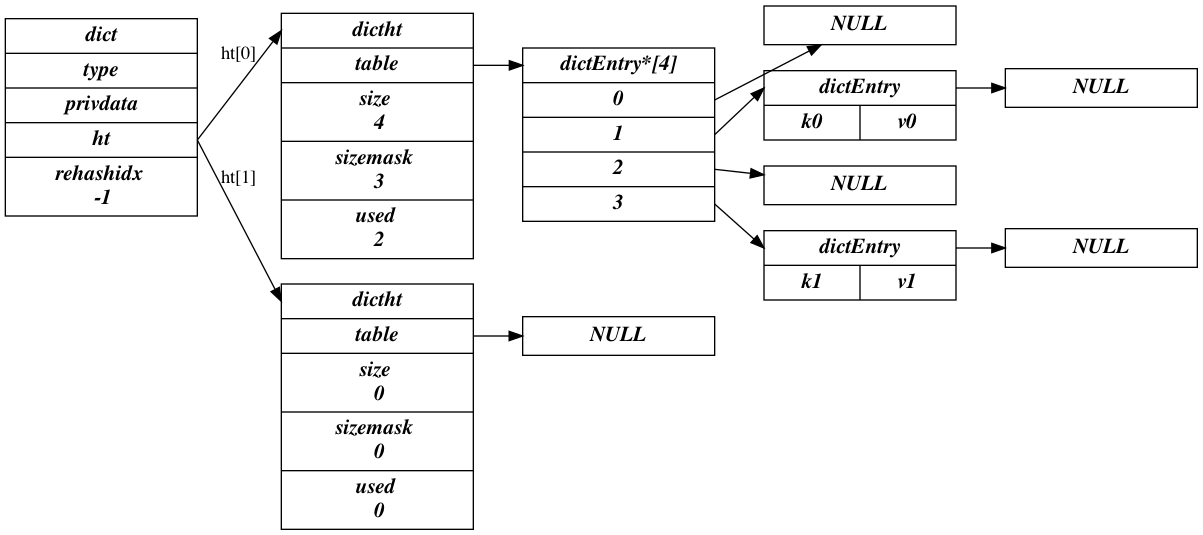 dict
type
privdata
ht
rehashidx
-1
ht[0]
ht[1]
dictht
table
size
4
sizemask
3
used
2
dictht
table
size
0
sizemask
0
used
0
dictEntry*[4]
0
1
2
3
NULL
NULL
dictEntry
k0 v0
NULL
NULL
dictEntry
k1 v1
NULL